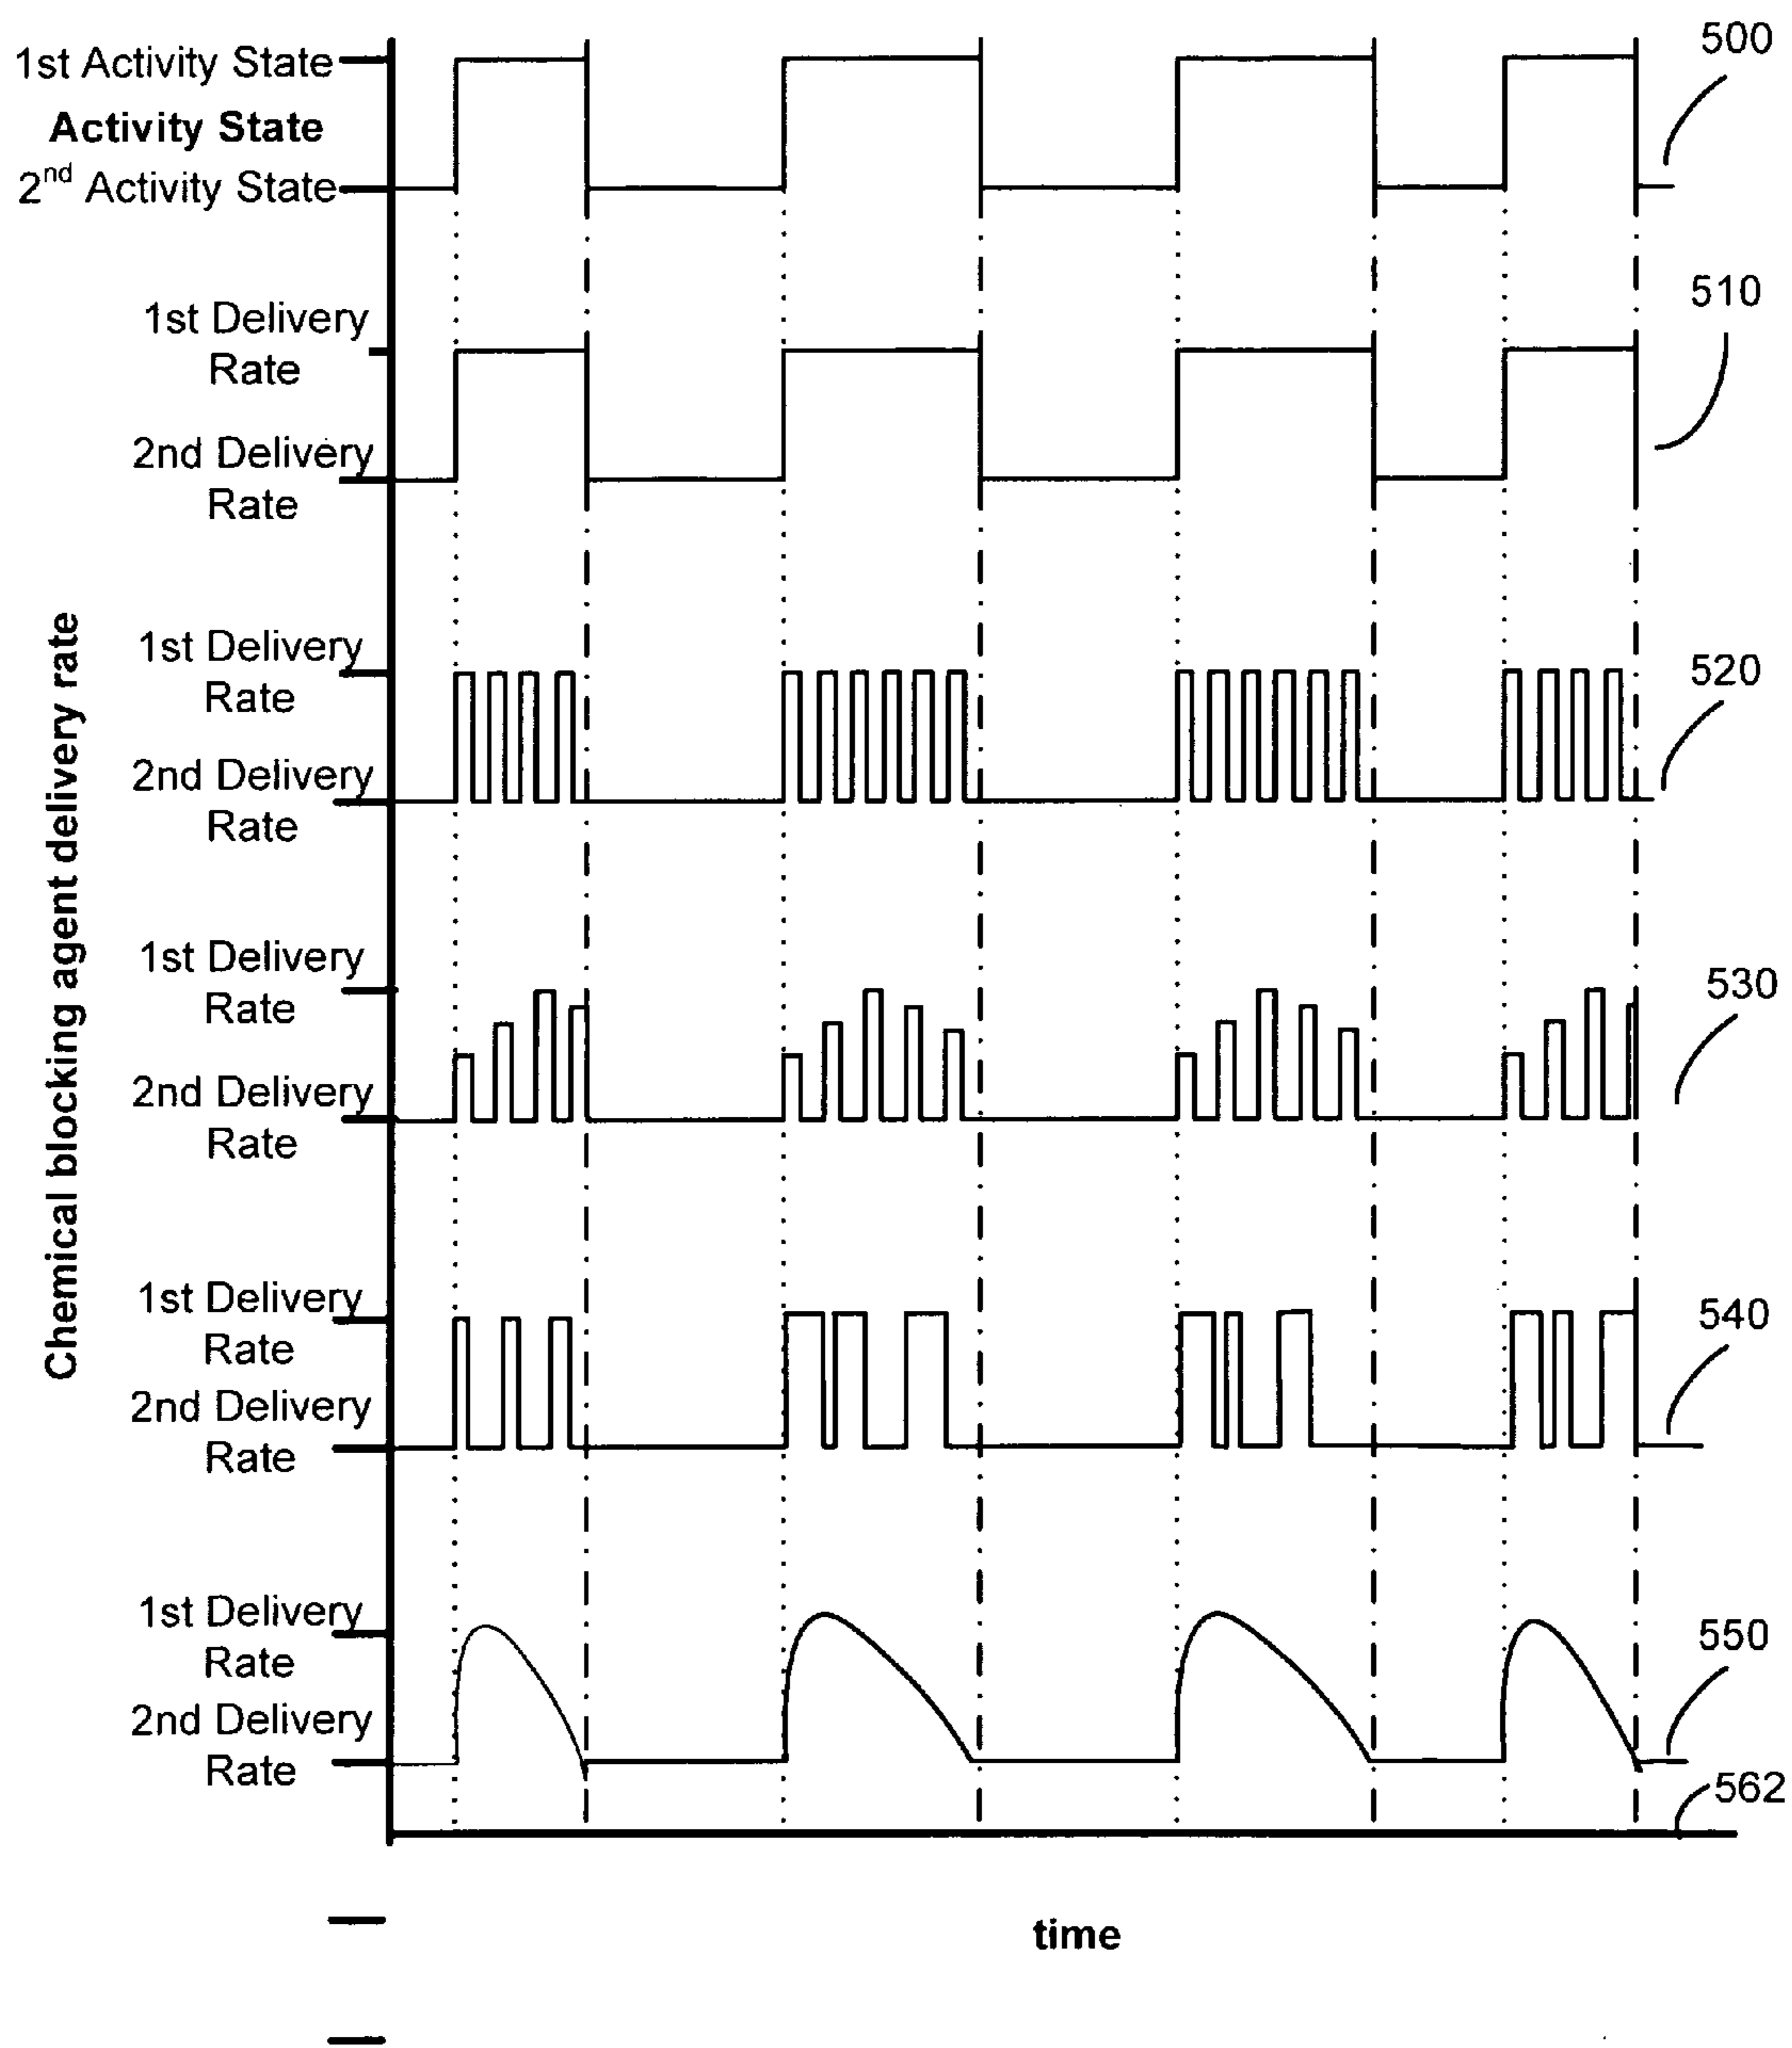 500
1st Activity State
Activity State
2nd Activity State
510
1st Delivery
Rate
2nd Delivery
Rate
Chemical blocking agent delivery rate
520
1st Delivery
Rate
2nd Delivery
Rate
530
1st Delivery
Rate
2nd Delivery
Rate
540
1st Delivery
Rate
2nd Delivery
Rate
550
1st Delivery
Rate
2nd Delivery
Rate
562
time